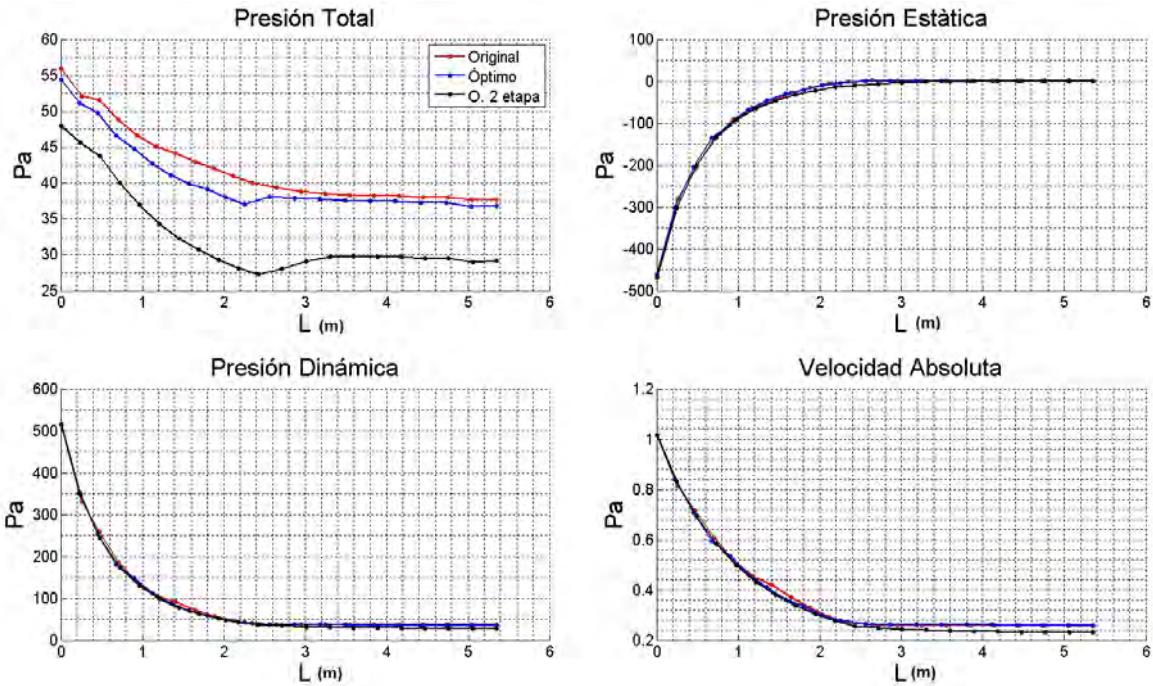 Presión Total
60
55
50
45
40
35
30
25
Pa
0 1 2 3 4 5 6
L (m)
Original
Óptimo
O. 2 etapa
Presión Estàtica
100
0
-100
-200
-300
-400
-500
Pa
0 1 2 3 4 5 6
L (m)
Presión Dinámica
600
500
400
300
200
100
0
Pa
0 1 2 3 4 5 6
L (m)
Velocidad Absoluta
1.2
1
0.8
0.6
0.4
0.2
Pa
0 1 2 3 4 5 6
L (m)